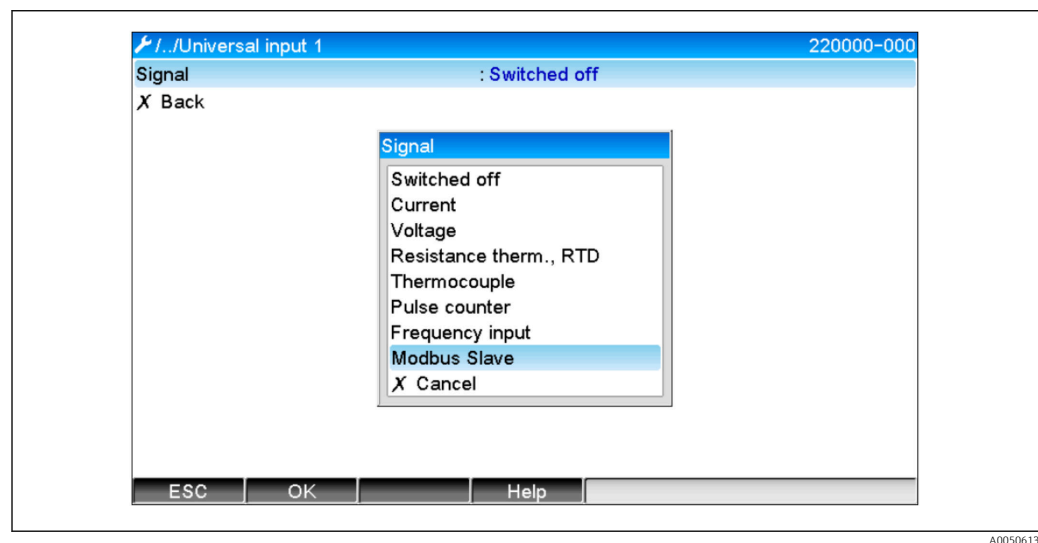 /../Universal input 1 220000-000
Signal : Switched off
X Back
Signal
Switched off
Current
Voltage
Resistance therm., RTD
Thermocouple
Pulse counter
Frequency input
Modbus Slave
X Cancel
ESC OK Help
A0050613